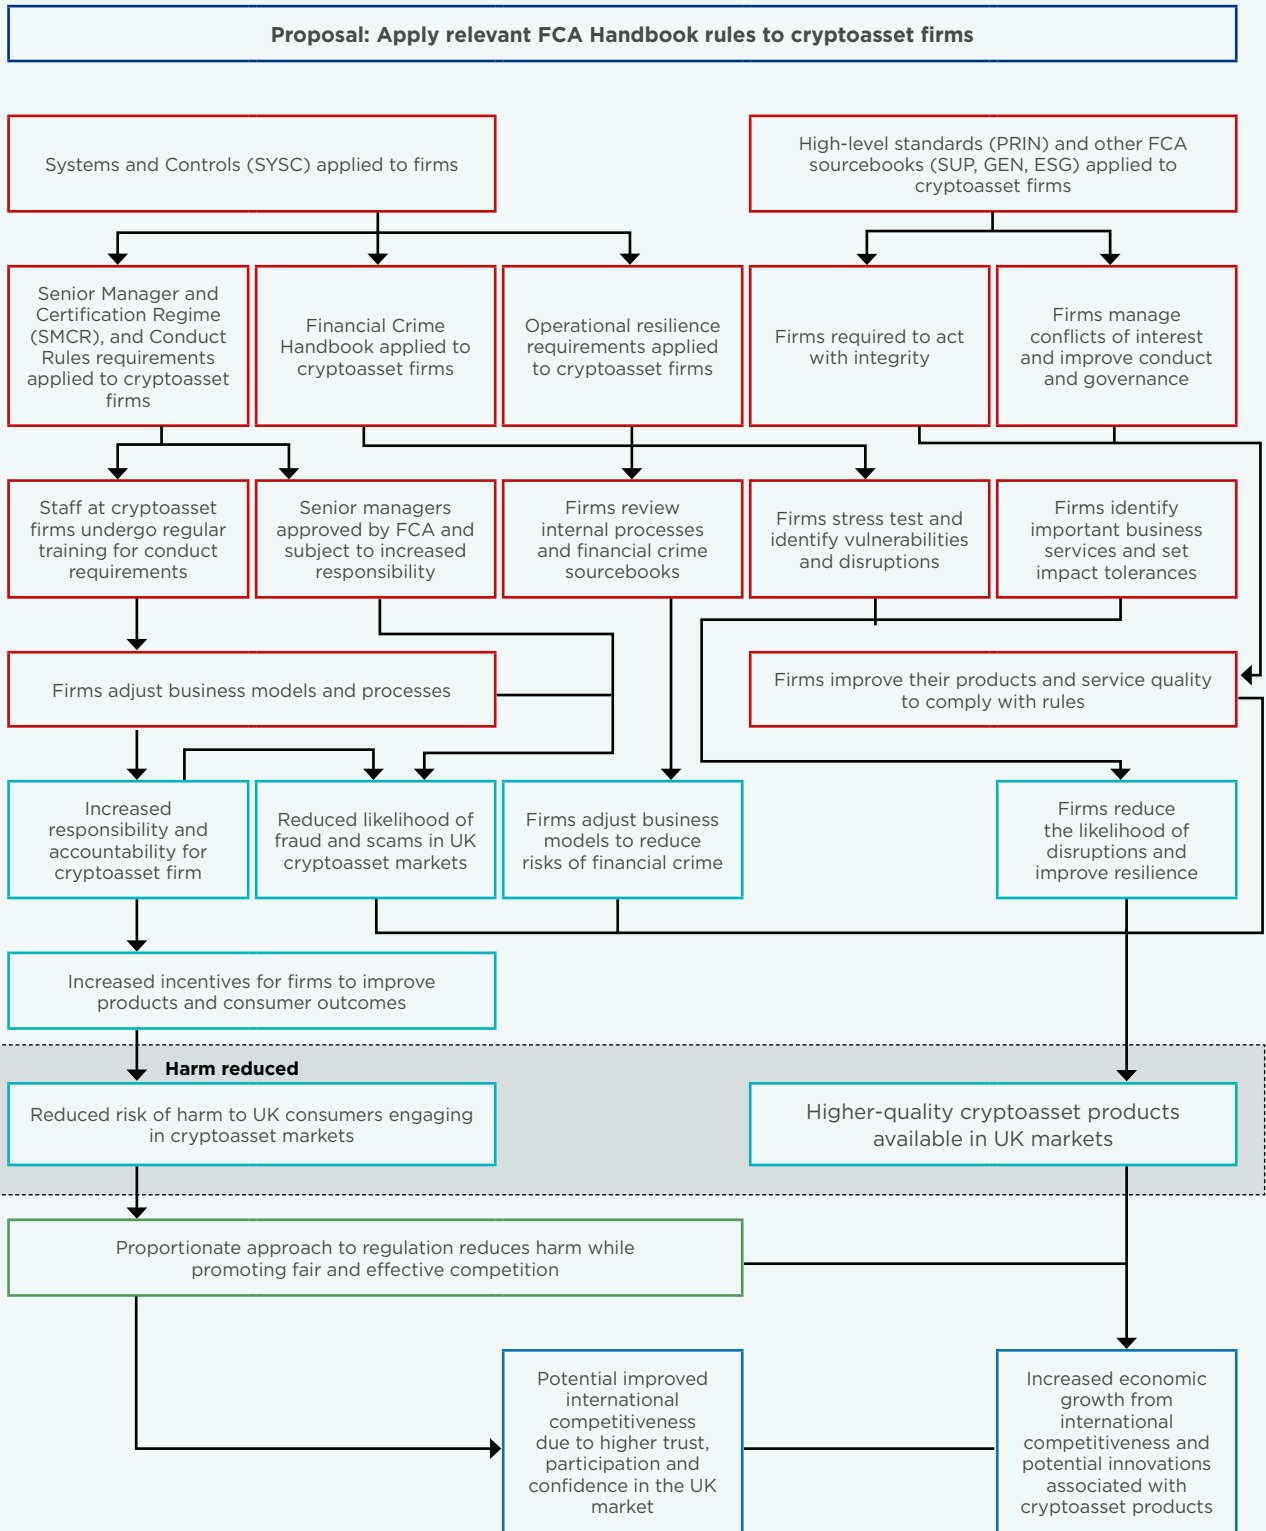 Proposal: Apply relevant FCA Handbook rules to cryptoasset firms
Systems and Controls (SYSC) applied to firms
High-level standards (PRIN) and other FCA
sourcebooks (SUP, GEN, ESG) applied to
cryptoasset firms
Senior Manager and
Certification Regime
(SMCR), and Conduct
Rules requirements
applied to cryptoasset
firms
Financial Crime
Handbook applied to
cryptoasset firms
Operational resilience
requirements applied
to cryptoasset firms
Firms required to act
with integrity
Firms manage
conflicts of interest
and improve conduct
and governance
Staff at cryptoasset
firms undergo regular
training for conduct
requirements
Senior managers
approved by FCA and
subject to increased
responsibility
Firms review
internal processes
and financial crime
sourcebooks
Firms stress test and
identify vulnerabilities
and disruptions
Firms identify
important business
services and set
impact tolerances
Firms adjust business models and processes
Firms improve their products and service quality
to comply with rules
Increased
responsibility and
accountability for
cryptoasset firm
Reduced likelihood of
fraud and scams in UK
cryptoasset markets
Firms adjust business
models to reduce
risks of financial crime
Firms reduce
the likelihood of
disruptions and
improve resilience
Increased incentives for firms to improve
products and consumer outcomes
Harm reduced
Reduced risk of harm to UK consumers engaging
in cryptoasset markets
Higher-quality cryptoasset products
available in UK markets
Proportionate approach to regulation reduces harm while
promoting fair and effective competition
Potential improved
international
competitiveness
due to higher trust,
participation and
confidence in the UK
market
Increased economic
growth from
international
competitiveness and
potential innovations
associated with
cryptoasset products